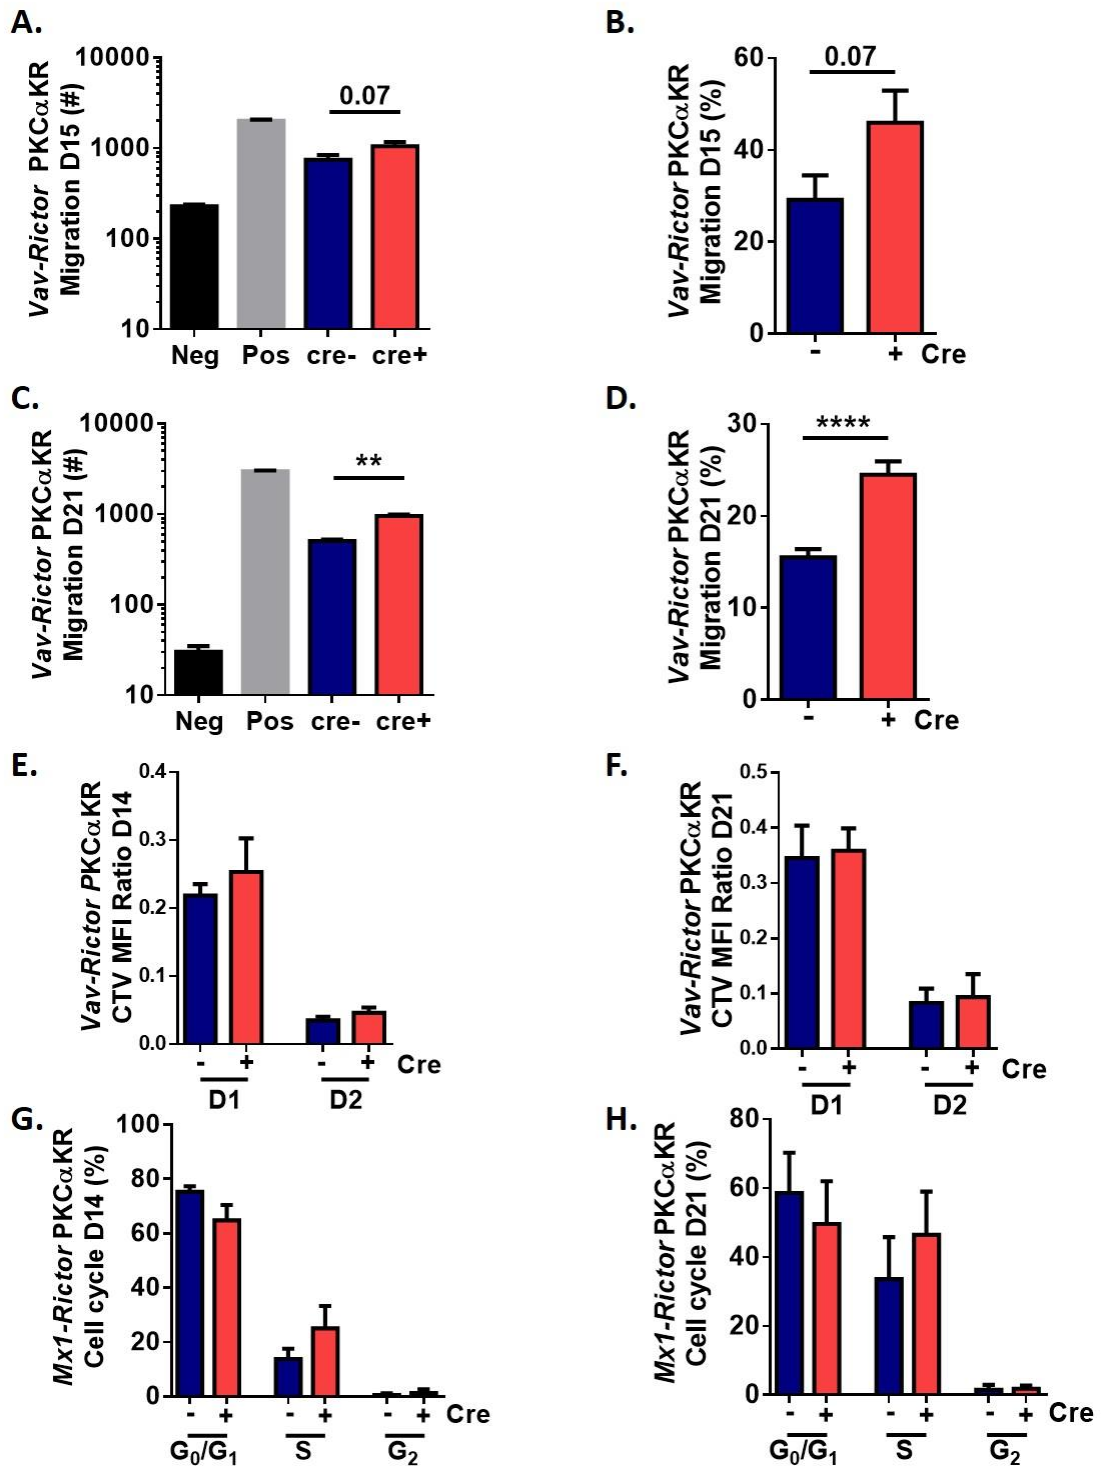 A.
Vav-Rictor PKCαKR
Migration D15 (#)
10000
1000
100
10
0.07
Neg Pos cre- cre+
B.
Vav-Rictor PKCαKR
Migration D15 (%)
60
40
20
0
0.07
- + Cre
C.
Vav-Rictor PKCαKR
Migration D21 (#)
10000
1000
100
10
**
Neg Pos cre- cre+
D.
Vav-Rictor PKCαKR
Migration D21 (%)
30
20
10
0
****
- + Cre
E.
Vav-Rictor PKCαKR
CTV MFI Ratio D14
0.4
0.3
0.2
0.1
0.0
- + - + Cre
D1 D2
F.
Vav-Rictor PKCαKR
CTV MFI Ratio D21
0.5
0.4
0.3
0.2
0.1
0.0
- + - + Cre
D1 D2
G.
Mx1-Rictor PKCαKR
Cell cycle D14 (%)
100
80
60
40
20
0
- + - + - + Cre
G0/G1 S G2
H.
Mx1-Rictor PKCαKR
Cell cycle D21 (%)
80
60
40
20
0
- + - + - + Cre
G0/G1 S G2